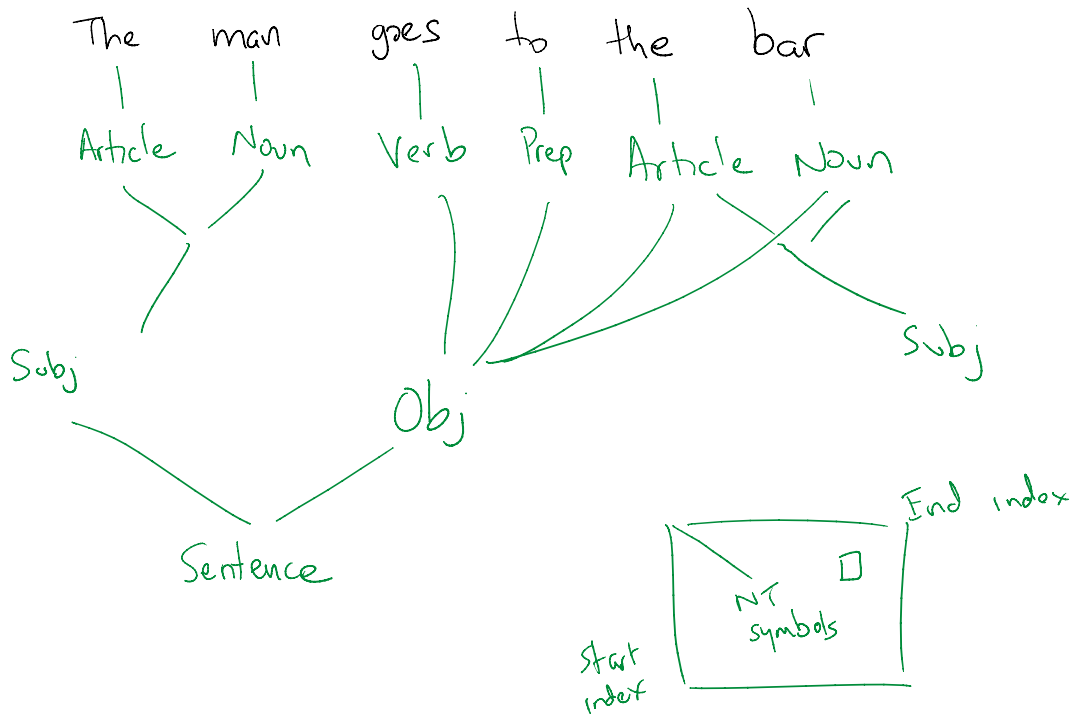 The man goes to the bar
Article Noun Verb Prep Article Noun
Subj
Obj
Subj
Sentence
End index
NT
symbols
Start
index